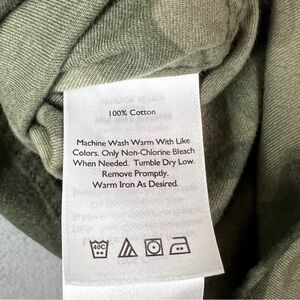 100% Cotton
Machine Wash Warm With Like
Colors. Only Non-Chlorine Bleach
When Needed. Tumble Dry Low.
Remove Promptly.
Warm Iron As Desired.
40C